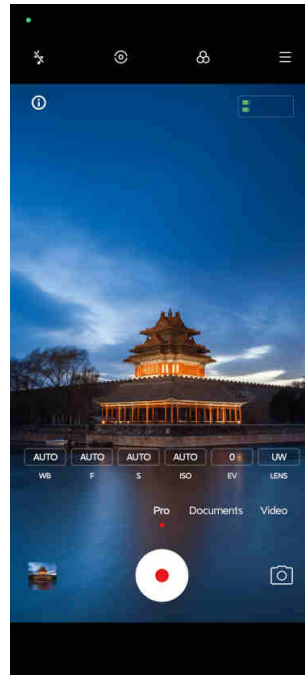 AUTO AUTO AUTO AUTO 0 UW
WB F S ISO EV LENS
Pro Documents Video